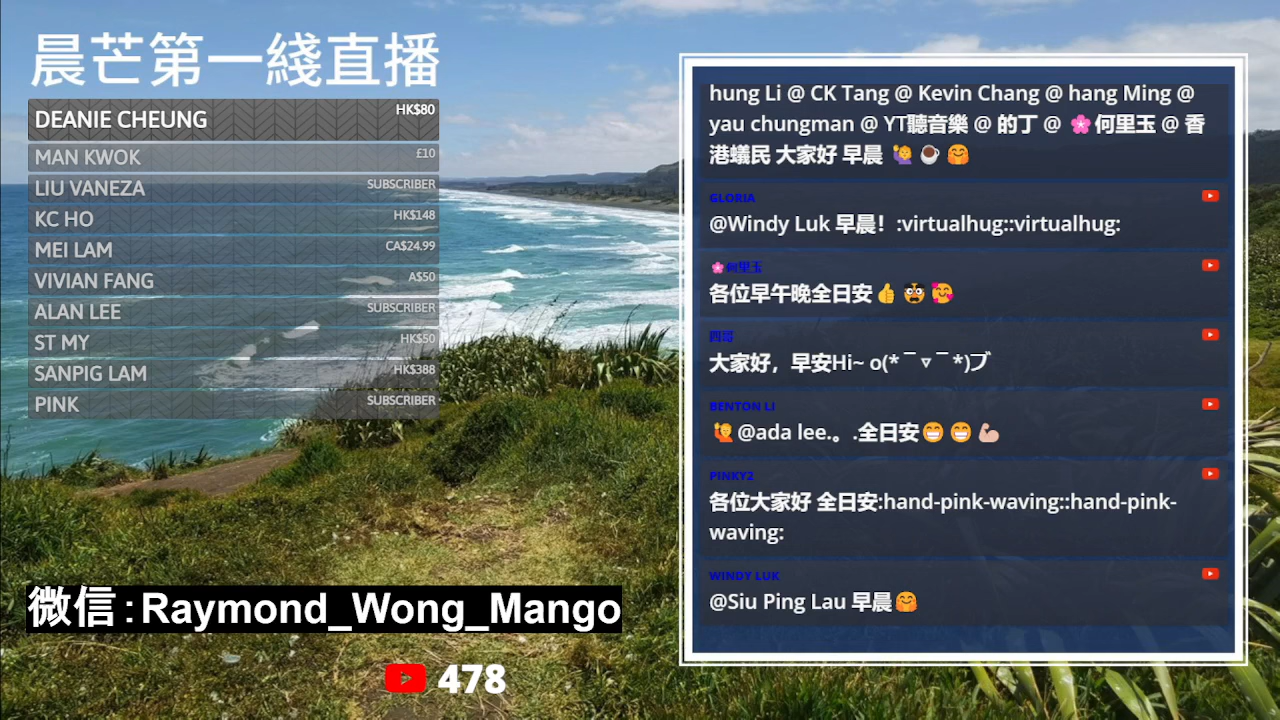 晨芒第一綫直播
DEANIE CHEUNG HK$80
MAN KWOK £10
LIU VANEZA SUBSCRIBER
KC HO HK$148
MEI LAM CA$24.99
VIVIAN FANG A$50
ALAN LEE SUBSCRIBER
ST MY HK$50
SANPIG LAM HK$388
PINK SUBSCRIBER
微信:Raymond_Wong_Mango
478
hung Li @ CK Tang @ Kevin Chang @ hang Ming @
yau chungman @ YT聽音樂 @ 的丁 @ 🌸何里玉 @ 香
港蟻民 大家好 早晨 🙋☕🤗
GLORIA
@Windy Luk 早晨！:virtualhug::virtualhug:
🌸何里玉
各位早午晚全日安👍🥸🥰
四哥
大家好，早安Hi~ o(*￣▽￣*)ブ
BENTON LI
🙋@ada lee.。.全日安😁😁💪🏼
PINKY2
各位大家好 全日安:hand-pink-waving::hand-pink-
waving:
WINDY LUK
@Siu Ping Lau 早晨🤗